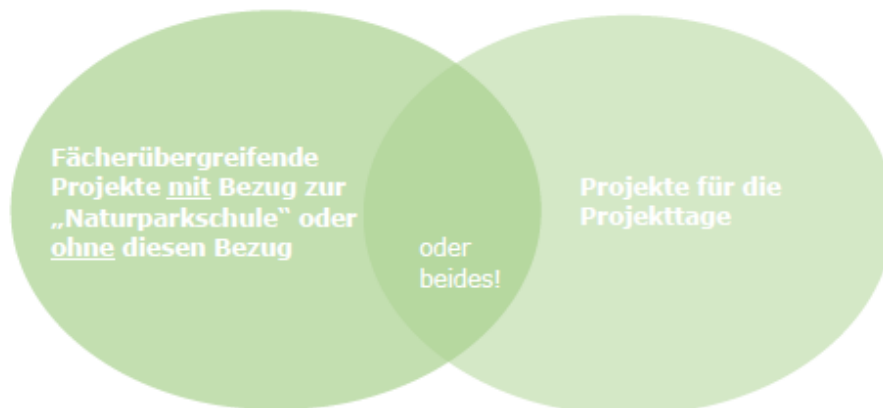 Fächerübergreifende
Projekte mit Bezug zur
„Naturparkschule“ oder
ohne diesen Bezug
oder
beides!
Projekte für die
Projekttage